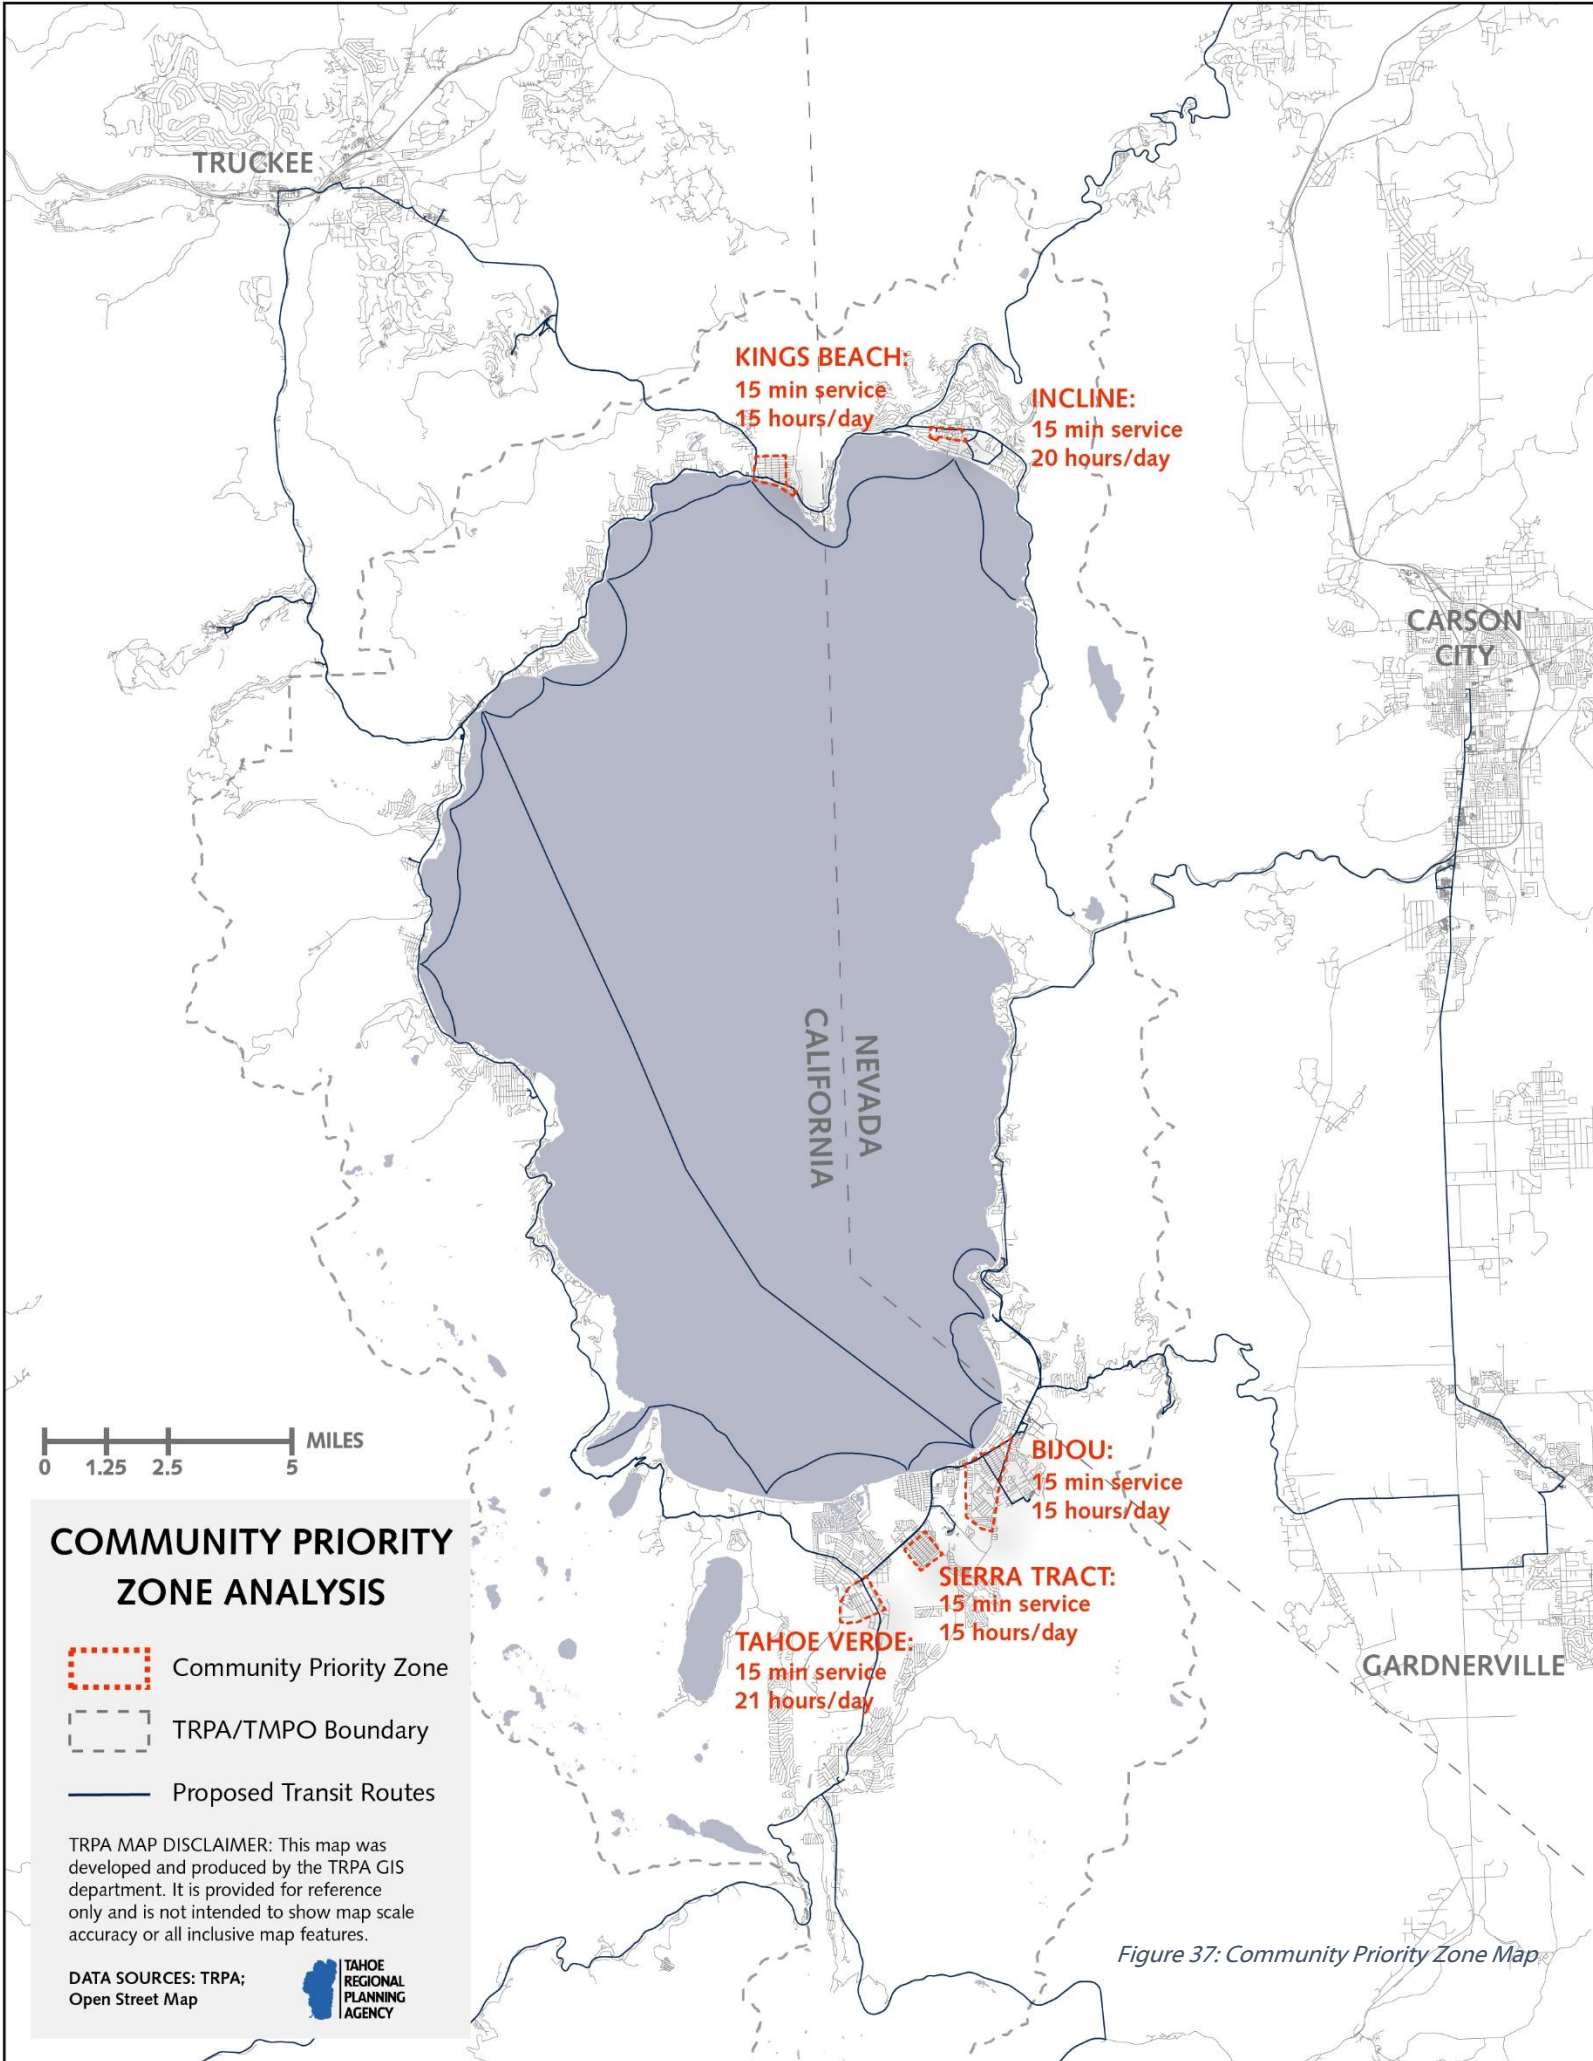 TRUCKEE
KINGS BEACH:
15 min service
15 hours/day
INCLINE:
15 min service
20 hours/day
CARSON
CITY
NEVADA
CALIFORNIA
MILES
0 1.25 2.5 5
BIJOU:
15 min service
15 hours/day
SIERRA TRACT:
15 min service
15 hours/day
TAHOE VERDE:
15 min service
21 hours/day
GARDNERVILLE
COMMUNITY PRIORITY
ZONE ANALYSIS
Community Priority Zone
TRPA/TMPO Boundary
Proposed Transit Routes
TRPA MAP DISCLAIMER: This map was
developed and produced by the TRPA GIS
department. It is provided for reference
only and is not intended to show map scale
accuracy or all inclusive map features.
DATA SOURCES: TRPA;
Open Street Map
TAHOE
REGIONAL
PLANNING
AGENCY
Figure 37: Community Priority Zone Map